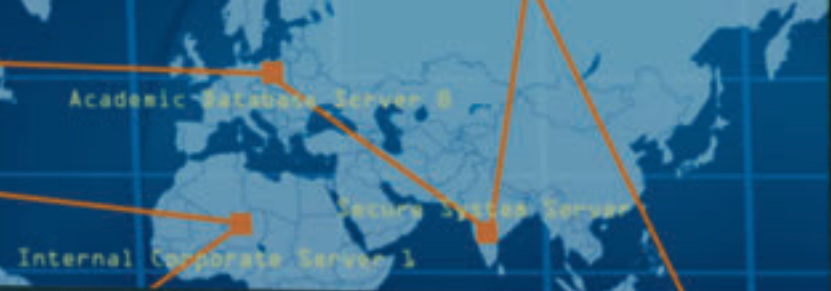 Academic Database Server 0
Secure System Server
Internal Corporate Server 1